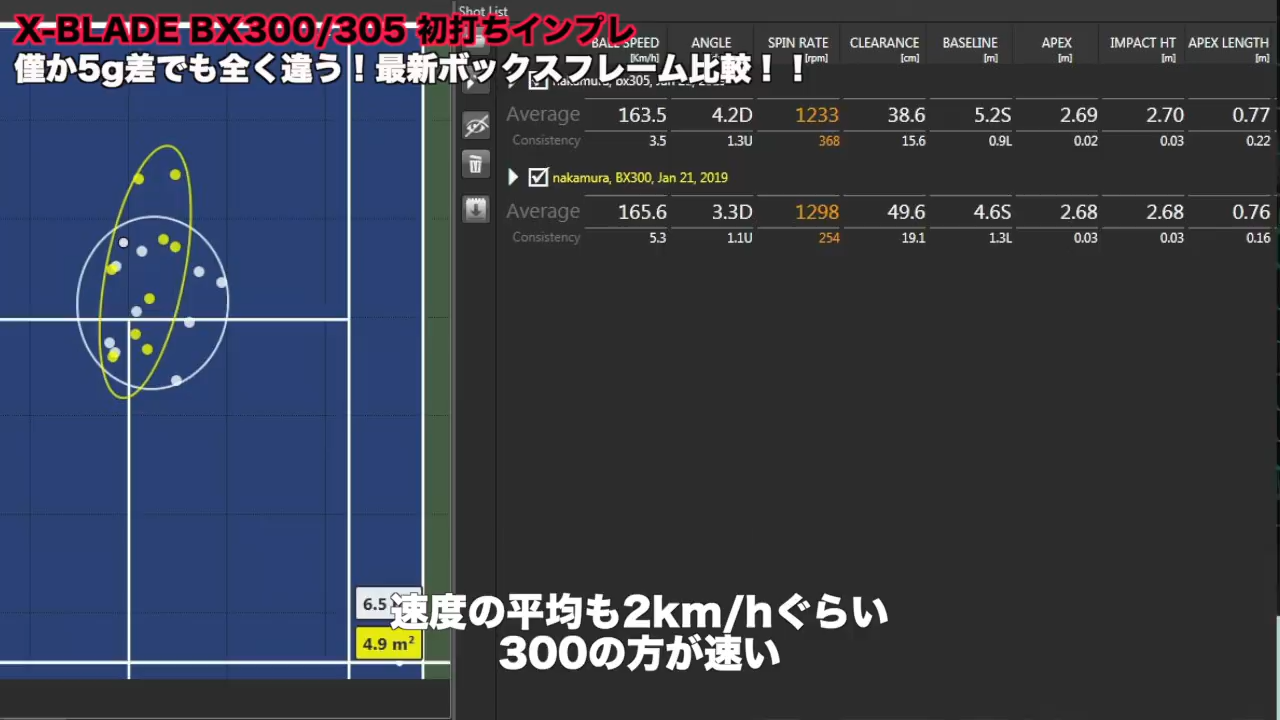 Shot List
X-BLADE BX300/305 初打ちインプレ
僅か5g差でも全く違う！最新ボックスフレーム比較！！
BALL SPEED ANGLE SPIN RATE CLEARANCE BASELINE APEX IMPACT HT APEX LENGTH
[Km/h] [rpm] [cm] [m] [m] [m] [m]
nakamura, bx305, Jan 21, 2019
Average 163.5 4.2D 1233 38.6 5.2S 2.69 2.70 0.77
Consistency 3.5 1.3U 368 15.6 0.9L 0.02 0.03 0.22
nakamura, BX300, Jan 21, 2019
Average 165.6 3.3D 1298 49.6 4.6S 2.68 2.68 0.76
Consistency 5.3 1.1U 254 19.1 1.3L 0.03 0.03 0.16
6.5
4.9 m²
速度の平均も2km/hぐらい
300の方が速い